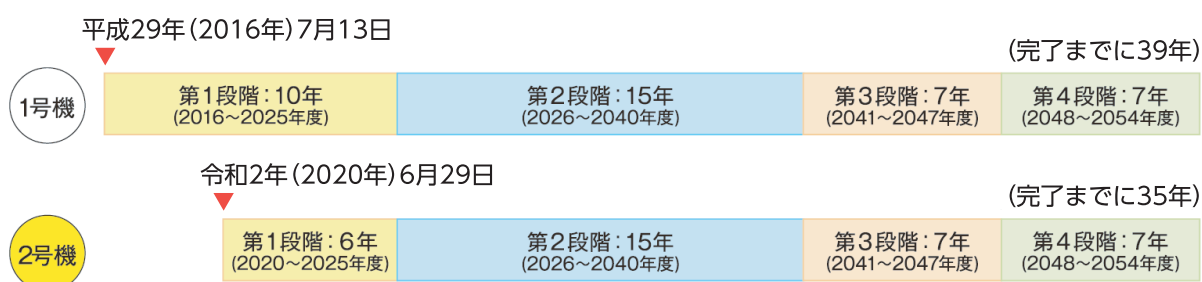 平成29年（2016年）7月13日
(完了までに39年)
1号機
第1段階：10年
(2016〜2025年度)
第2段階：15年
(2026〜2040年度)
第3段階：7年
(2041〜2047年度)
第4段階：7年
(2048〜2054年度)
令和2年（2020年）6月29日
(完了までに35年)
2号機
第1段階：6年
(2020〜2025年度)
第2段階：15年
(2026〜2040年度)
第3段階：7年
(2041〜2047年度)
第4段階：7年
(2048〜2054年度)